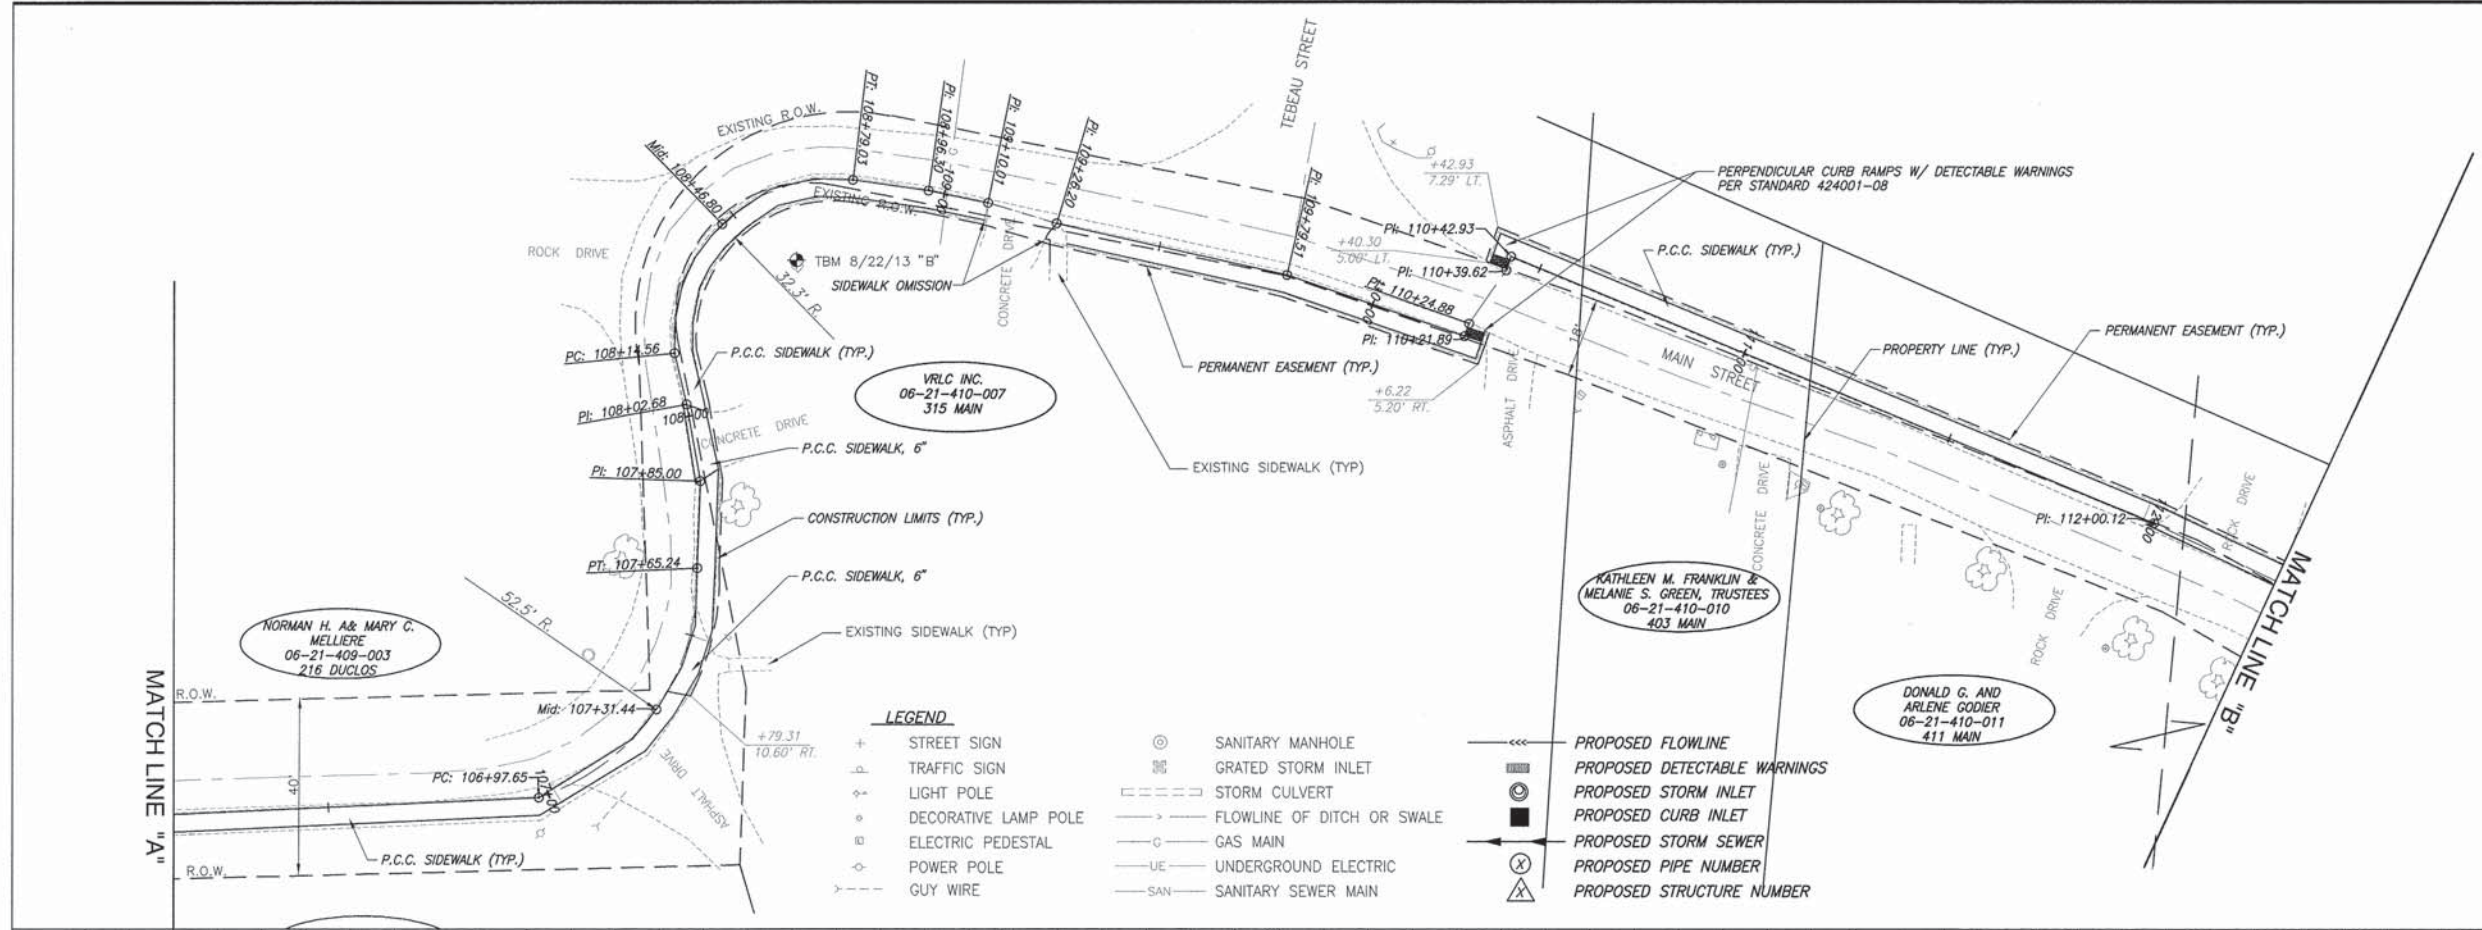 TEBEAU STREET
EXISTING R.O.W.
PT: 108+79.03
PI: 108+96.30
109+00
G
PI: 109+10.01
PI: 109+26.20
Mid: 108+46.80
EXISTING R.O.W.
ROCK DRIVE
TBM 8/22/13 "B"
SIDEWALK OMISSION
32.3' R.
CONCRETE DRIVE
PI: 109+79.51
+42.93
7.29' LT.
PERPENDICULAR CURB RAMPS W/ DETECTABLE WARNINGS
PER STANDARD 424001-08
PI: 110+42.93
+40.30
5.00' LT.
PI: 110+39.62
P.C.C. SIDEWALK (TYP.)
PI: 110+24.88
PI: 110+21.89
18'
MAIN STREET
111+00
PROPERTY LINE (TYP.)
PERMANENT EASEMENT (TYP.)
PC: 108+14.56
P.C.C. SIDEWALK (TYP.)
PERMANENT EASEMENT (TYP.)
VRLC INC.
06-21-410-007
315 MAIN
+6.22
5.20' RT.
ASPHALT DRIVE
PI: 108+02.68
108+00
CONCRETE DRIVE
P.C.C. SIDEWALK, 6"
EXISTING SIDEWALK (TYP)
PI: 107+85.00
CONCRETE DRIVE
CONSTRUCTION LIMITS (TYP.)
PI: 112+00.12
112+00
ROCK DRIVE
PT: 107+65.24
P.C.C. SIDEWALK, 6"
52.5' R.
EXISTING SIDEWALK (TYP)
KATHLEEN M. FRANKLIN &
MELANIE S. GREEN, TRUSTEES
06-21-410-010
403 MAIN
ROCK DRIVE
MATCH LINE "B"
NORMAN H. A& MARY C.
MELLIERE
06-21-409-003
216 DUCLOS
DONALD G. AND
ARLENE GODIER
06-21-410-011
411 MAIN
MATCH LINE "A"
R.O.W.
Mid: 107+31.44
+79.31
10.60' RT.
ASPHALT DRIVE
PC: 106+97.65
107+00
40'
P.C.C. SIDEWALK (TYP.)
R.O.W.
LEGEND
STREET SIGN
TRAFFIC SIGN
LIGHT POLE
DECORATIVE LAMP POLE
ELECTRIC PEDESTAL
POWER POLE
GUY WIRE
SANITARY MANHOLE
GRATED STORM INLET
STORM CULVERT
FLOWLINE OF DITCH OR SWALE
G GAS MAIN
UE UNDERGROUND ELECTRIC
SAN SANITARY SEWER MAIN
PROPOSED FLOWLINE
PROPOSED DETECTABLE WARNINGS
PROPOSED STORM INLET
PROPOSED CURB INLET
PROPOSED STORM SEWER
X PROPOSED PIPE NUMBER
X PROPOSED STRUCTURE NUMBER